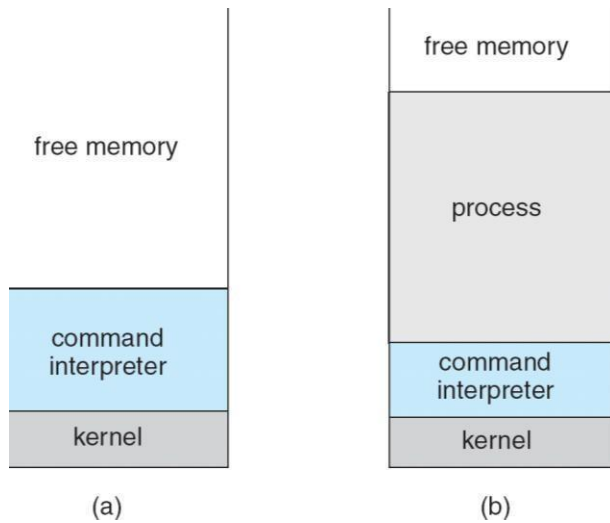 free memory
command
interpreter
kernel
(a)
free memory
process
command
interpreter
kernel
(b)